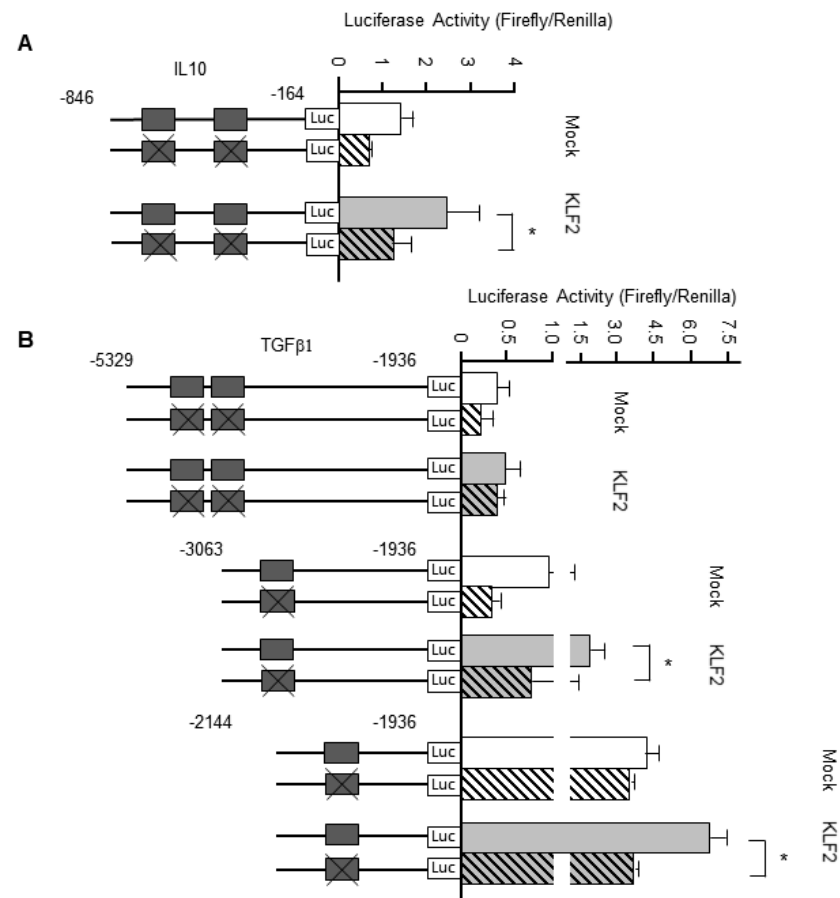 Luciferase Activity (Firefly/Renilla)
A
0 1 2 3 4
IL10
-846 -164
Luc
Luc
Mock
Luc
Luc
KLF2
*
Luciferase Activity (Firefly/Renilla)
B
0 0.5 1.0 1.5 3.0 4.5 6.0 7.5
TGFβ1
-5329 -1936
Luc
Luc
Mock
Luc
Luc
KLF2
-3063 -1936
Luc
Luc
Mock
Luc
Luc
KLF2
*
-2144 -1936
Luc
Luc
Mock
Luc
Luc
KLF2
*